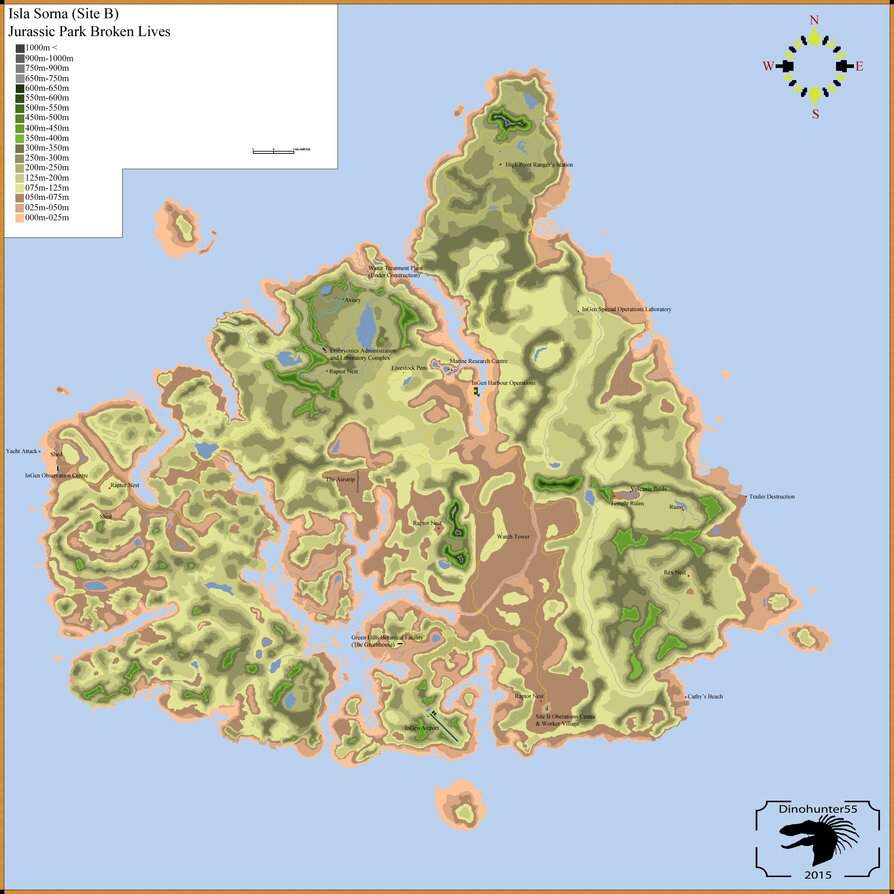 Isla Sorna (Site B)
Jurassic Park Broken Lives
1000m <
900m-1000m
750m-900m
650m-750m
600m-650m
550m-600m
500m-550m
450m-500m
400m-450m
350m-400m
300m-350m
250m-300m
200m-250m
125m-200m
075m-125m
050m-075m
025m-050m
000m-025m
N
W
E
S
High Point Ranger's Station
Water Treatment Plant
(Under Construction)
Aviary
InGen Special Operations Laboratory
Embryonics Administration
and Laboratory Complex
Raptor Nest
Livestock Pens
Marine Research Centre
InGen Harbour Operations
Yacht Attack
Shed
InGen Observation Centre
Raptor Nest
The Airstrip
Shed
Raptor Nest
Watch Tower
Volcanic Pools
Temple Ruins
Ruins
Trailer Destruction
Rex Nest
Green Hills Botanical Facility
(The Greenhouse)
Raptor Nest
Cathy's Beach
Site B Operations Centre
& Worker Village
InGen Airport
Dinohunter55
2015